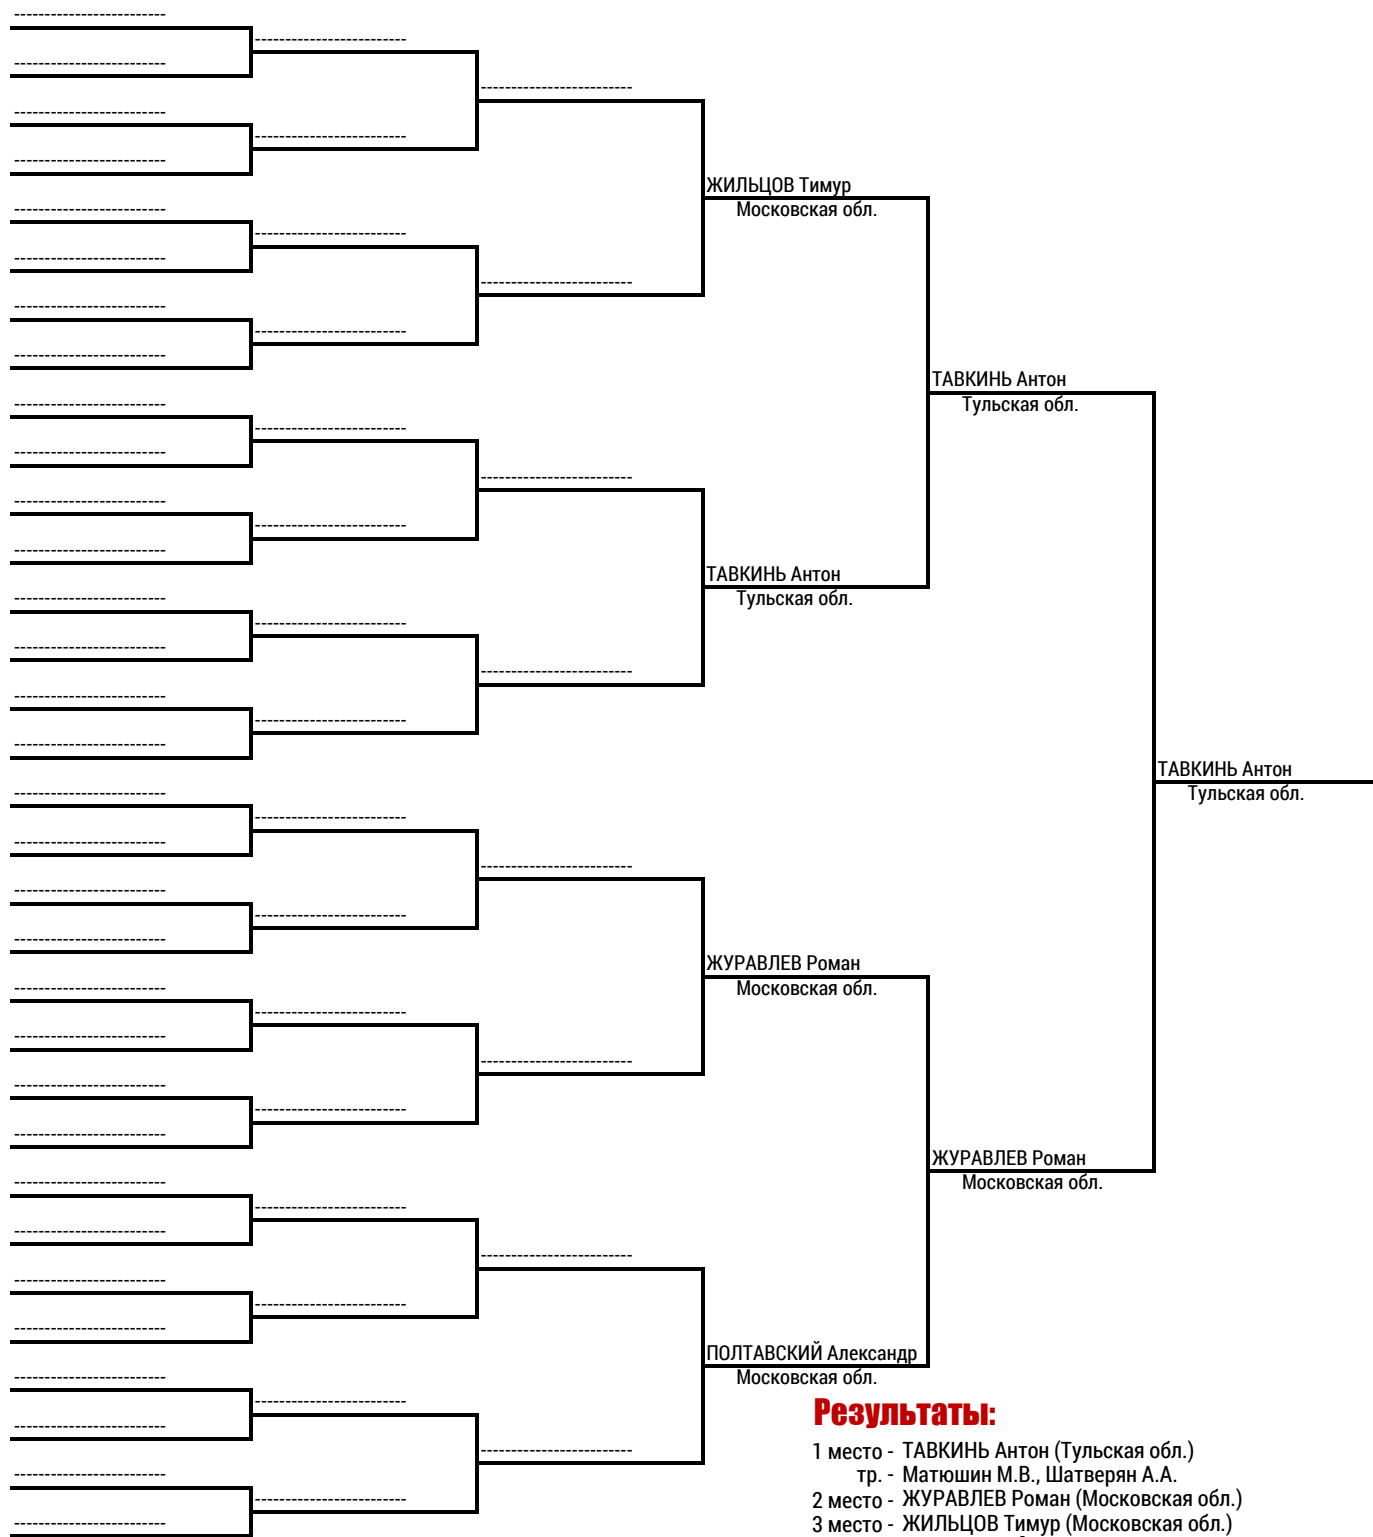 ЖИЛЬЦОВ Тимур
Московская обл.
ТАВКИНЬ Антон
Тульская обл.
ТАВКИНЬ Антон
Тульская обл.
ТАВКИНЬ Антон
Тульская обл.
ЖУРАВЛЕВ Роман
Московская обл.
ЖУРАВЛЕВ Роман
Московская обл.
ПОЛТАВСКИЙ Александр
Московская обл.
Результаты:
1 место - ТАВКИНЬ Антон (Тульская обл.)
тр. - Матюшин М.В., Шатверян А.А.
2 место - ЖУРАВЛЕВ Роман (Московская обл.)
3 место - ЖИЛЬЦОВ Тимур (Московская обл.)